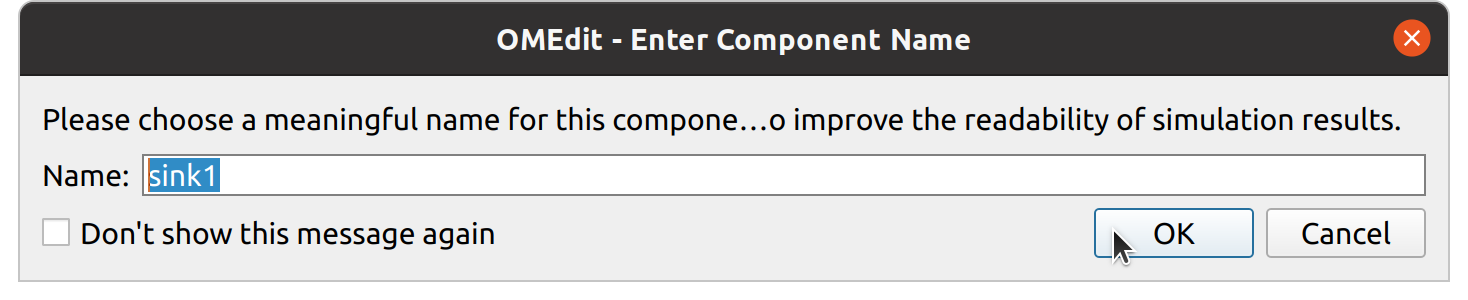 OMEdit - Enter Component Name
Please choose a meaningful name for this compone…o improve the readability of simulation results.
Name: sink1
Don't show this message again
OK Cancel